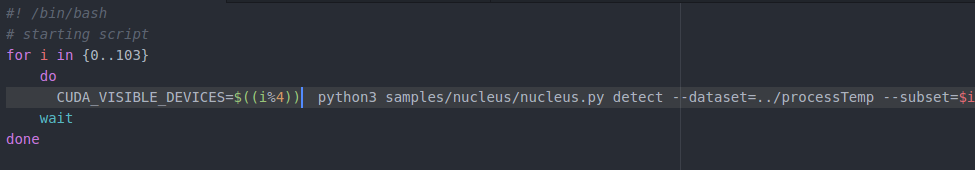 #! /bin/bash
# starting script
for i in {0..103}
do
CUDA_VISIBLE_DEVICES=$((i%4)) python3 samples/nucleus/nucleus.py detect --dataset=../processTemp --subset=$i
wait
done